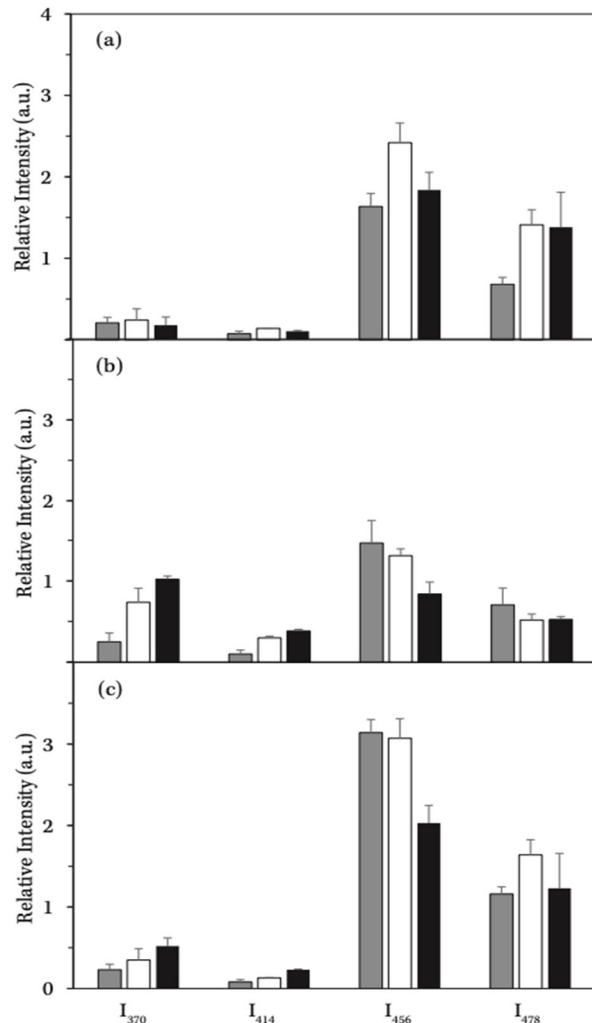 4
(a)
3
2
1
Relative Intensity (a.u.)
(b)
3
2
1
Relative Intensity (a.u.)
(c)
3
2
1
0
Relative Intensity (a.u.)
I370 I414 I456 I478